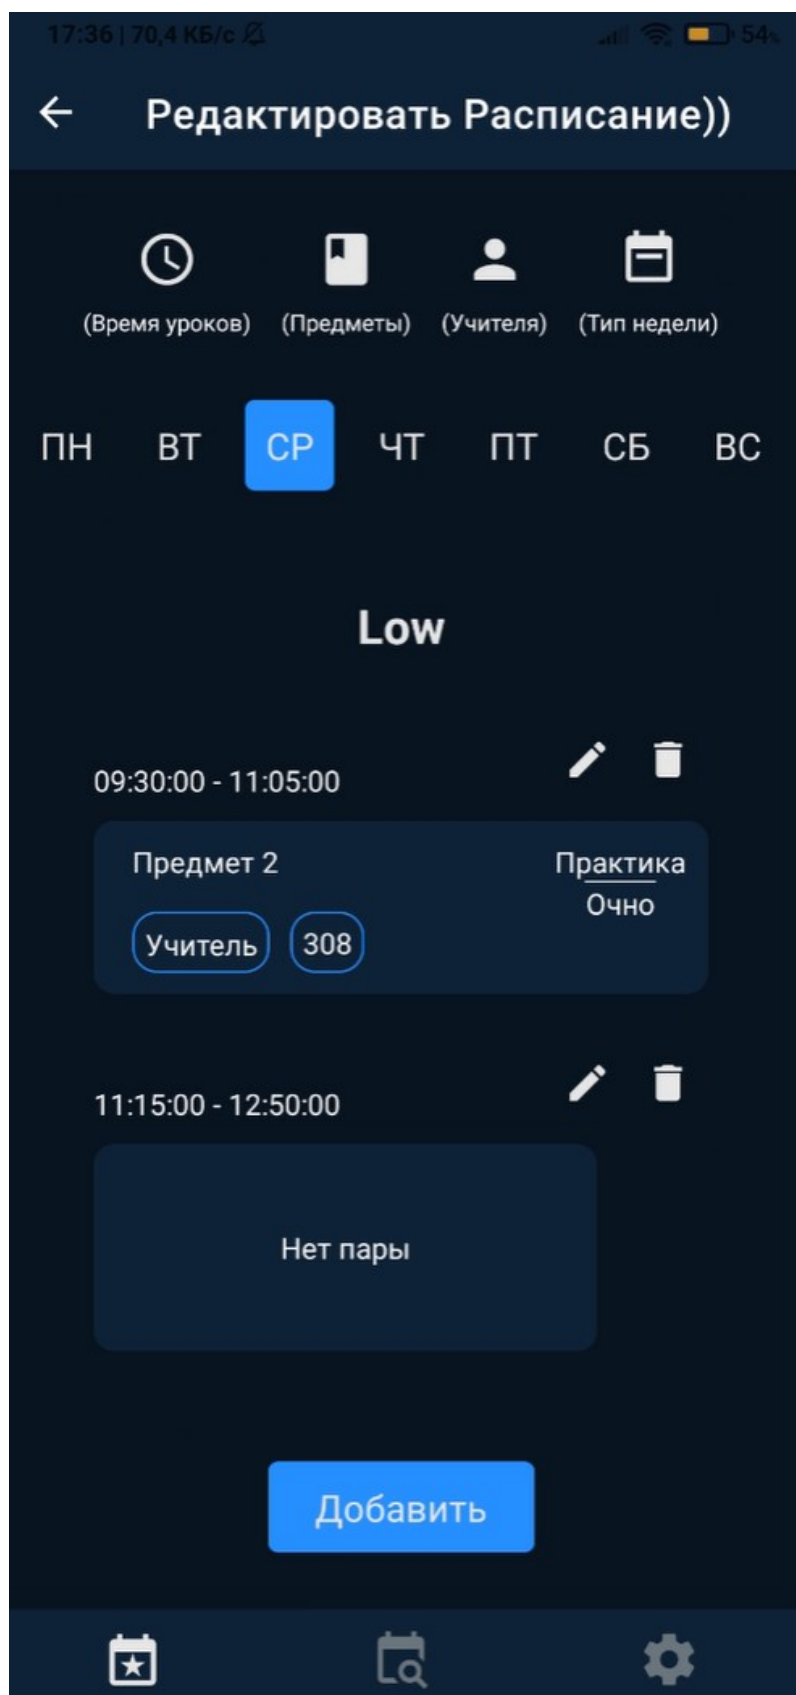 17:36 | 70,4 КБ/с 54%
Редактировать Расписание))
(Время уроков) (Предметы) (Учителя) (Тип недели)
ПН ВТ СР ЧТ ПТ СБ ВС
Low
09:30:00 - 11:05:00
Предмет 2 Практика
Очно
Учитель 308
11:15:00 - 12:50:00
Нет пары
Добавить